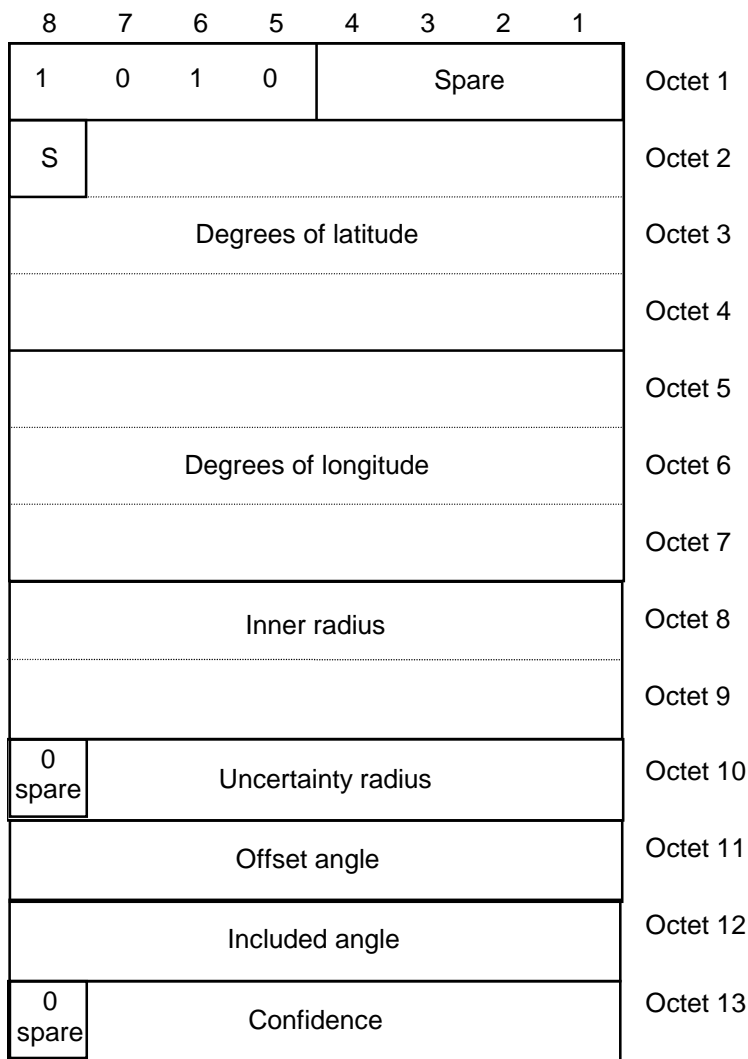 8 7 6 5 4 3 2 1
1 0 1 0 Spare Octet 1
S Octet 2
Degrees of latitude Octet 3
Octet 4
Octet 5
Degrees of longitude Octet 6
Octet 7
Inner radius Octet 8
Octet 9
0
spare Uncertainty radius Octet 10
Offset angle Octet 11
Included angle Octet 12
0
spare Confidence Octet 13